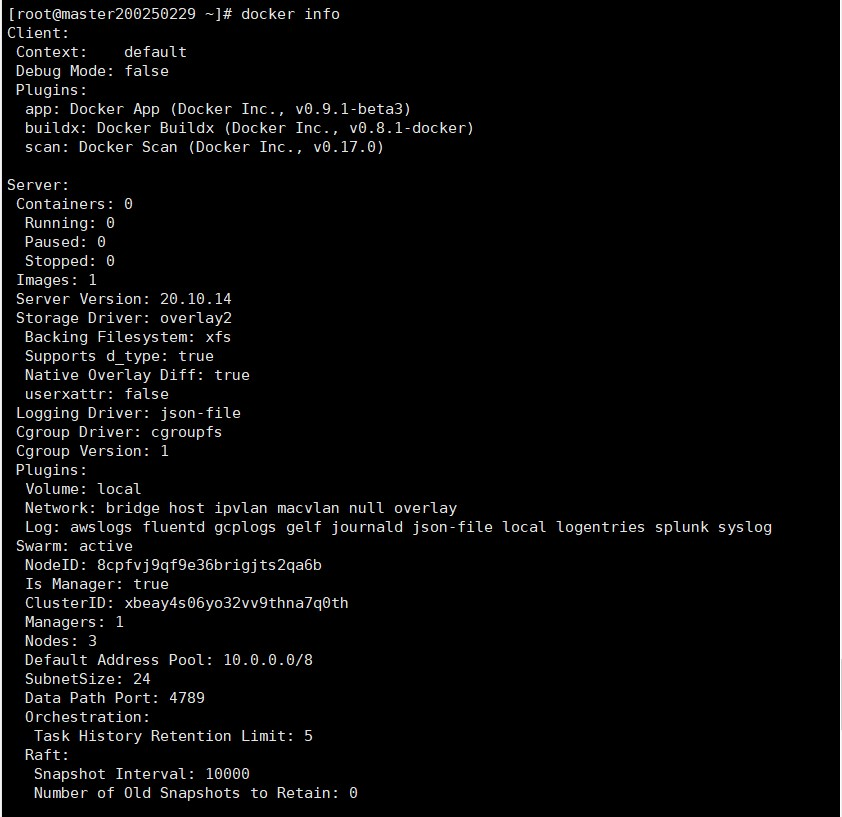 [root@master200250229 ~]# docker info
Client:
 Context:    default
 Debug Mode: false
 Plugins:
  app: Docker App (Docker Inc., v0.9.1-beta3)
  buildx: Docker Buildx (Docker Inc., v0.8.1-docker)
  scan: Docker Scan (Docker Inc., v0.17.0)

Server:
 Containers: 0
  Running: 0
  Paused: 0
  Stopped: 0
 Images: 1
 Server Version: 20.10.14
 Storage Driver: overlay2
  Backing Filesystem: xfs
  Supports d_type: true
  Native Overlay Diff: true
  userxattr: false
 Logging Driver: json-file
 Cgroup Driver: cgroupfs
 Cgroup Version: 1
 Plugins:
  Volume: local
  Network: bridge host ipvlan macvlan null overlay
  Log: awslogs fluentd gcplogs gelf journald json-file local logentries splunk syslog
 Swarm: active
  NodeID: 8cpfvj9qf9e36brigjts2qa6b
  Is Manager: true
  ClusterID: xbeay4s06yo32vv9thna7q0th
  Managers: 1
  Nodes: 3
  Default Address Pool: 10.0.0.0/8
  SubnetSize: 24
  Data Path Port: 4789
  Orchestration:
   Task History Retention Limit: 5
  Raft:
   Snapshot Interval: 10000
   Number of Old Snapshots to Retain: 0